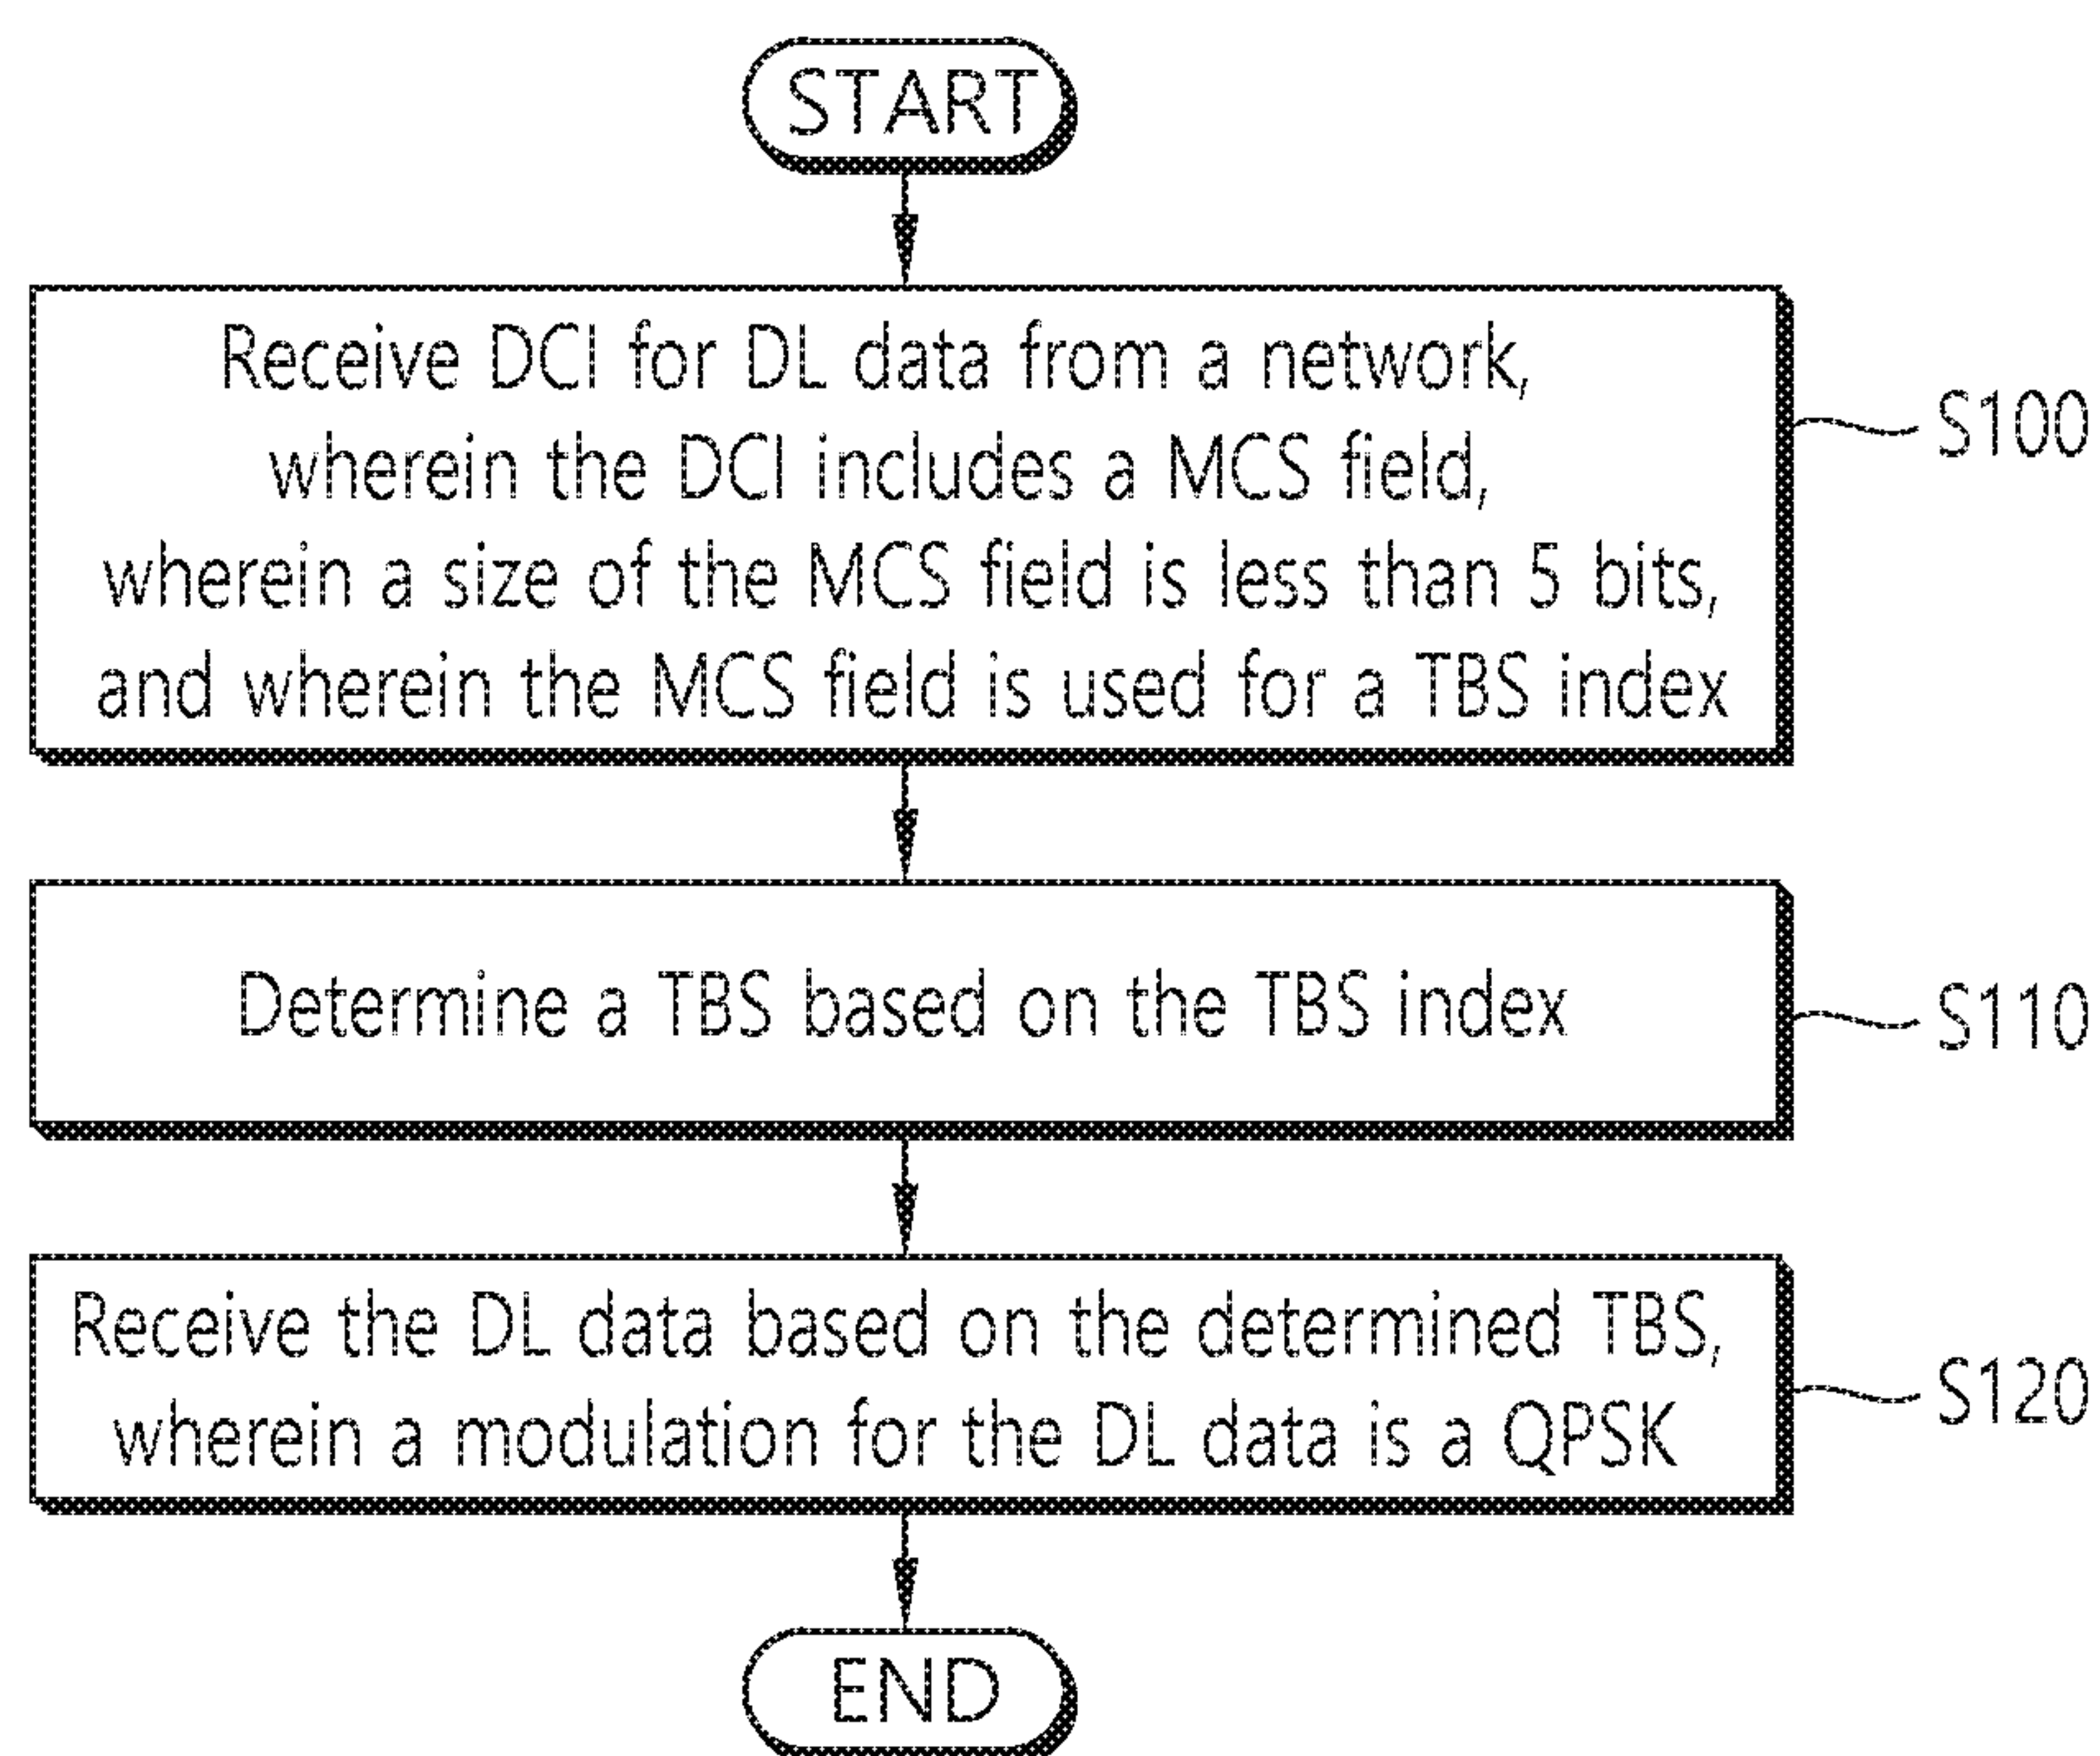 START
Receive DCI for DL data from a network,
wherein the DCI includes a MCS field,
wherein a size of the MCS field is less than 5 bits,
and wherein the MCS field is used for a TBS index
S100
Determine a TBS based on the TBS index
S110
Receive the DL data based on the determined TBS,
wherein a modulation for the DL data is a QPSK
S120
END